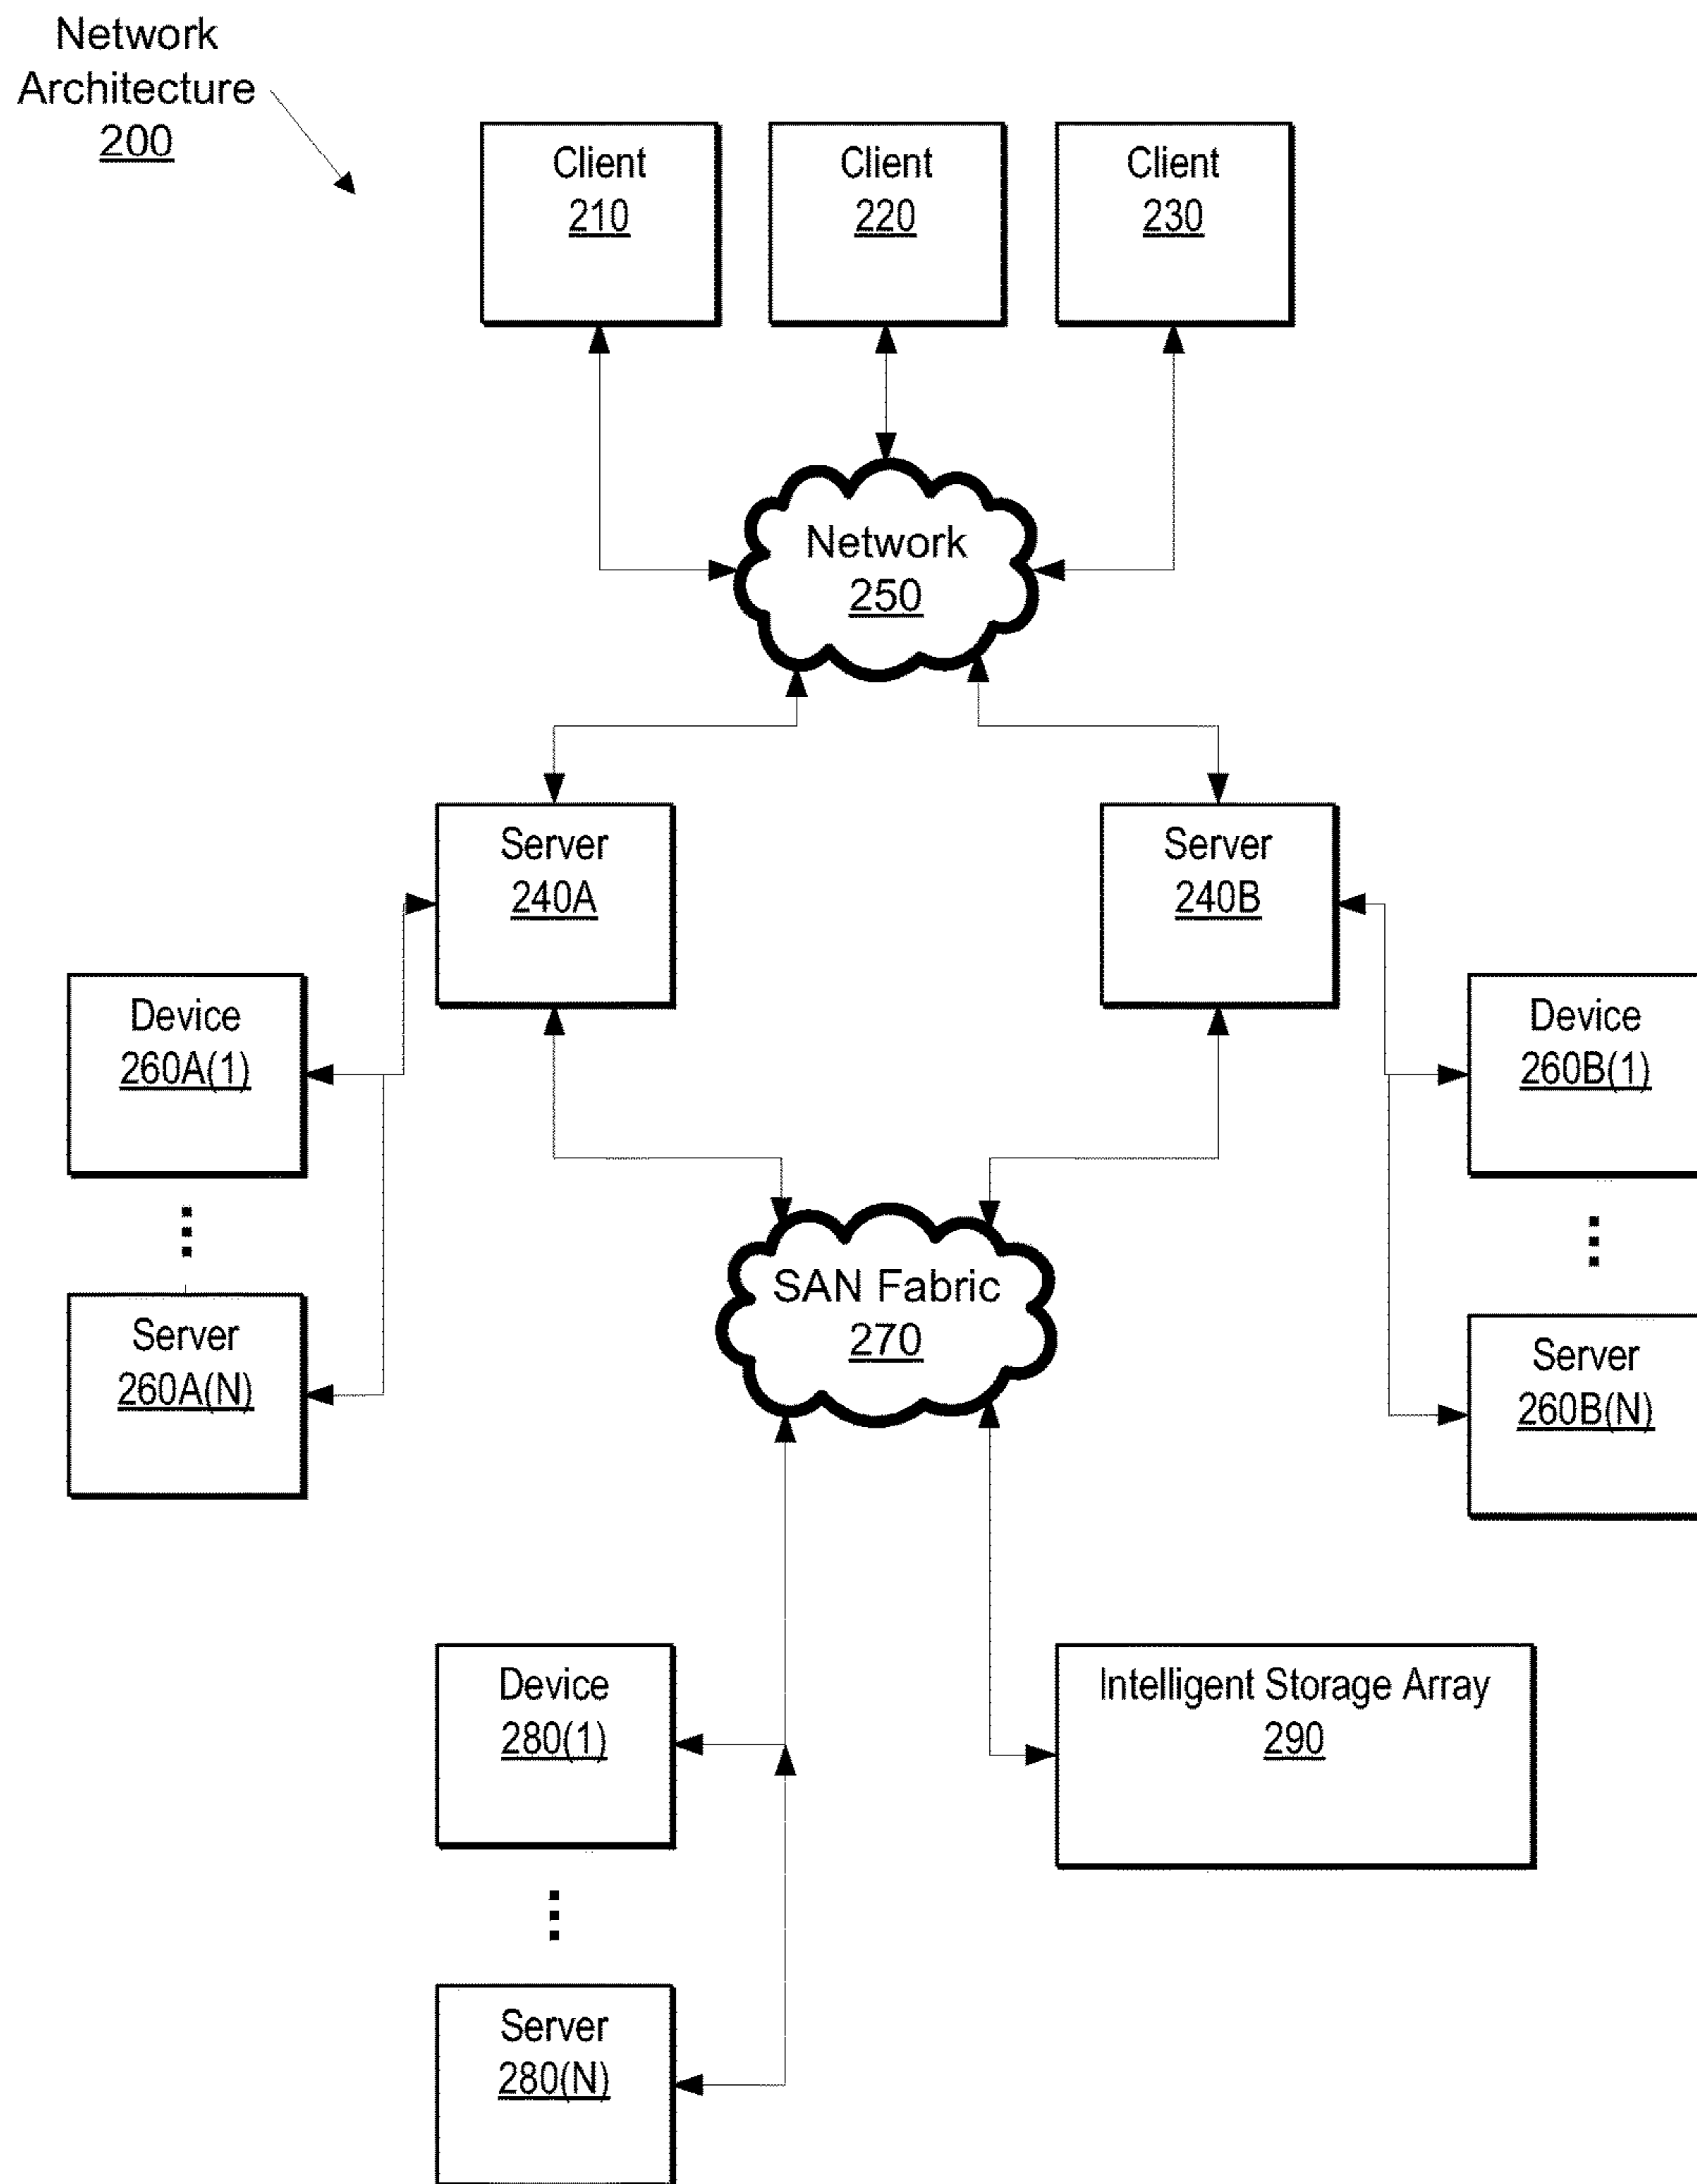 Network
Architecture
200
Client
210
Client
220
Client
230
Network
250
Server
240A
Server
240B
Device
260A(1)
Device
260B(1)
SAN Fabric
270
Server
260A(N)
Server
260B(N)
Device
280(1)
Intelligent Storage Array
290
Server
280(N)